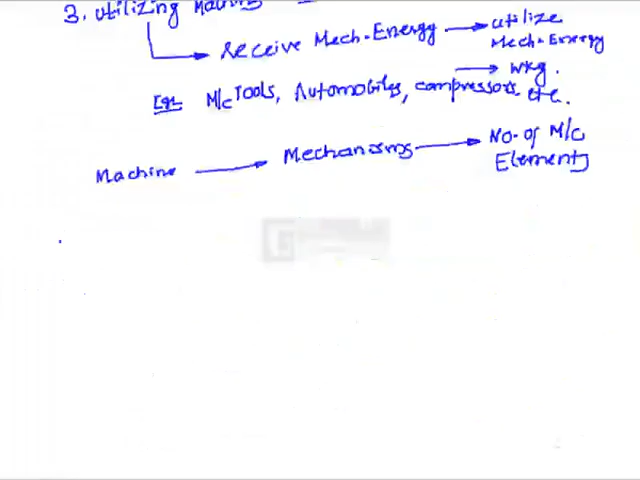 3. Utilizing Machin
Receive Mech. Energy → utilize
Mech. Energy
→ wkg.
Eg: M/c Tools, Automobiles, compressors, etc.
Machine → Mechanisms → No. of M/c
Elements